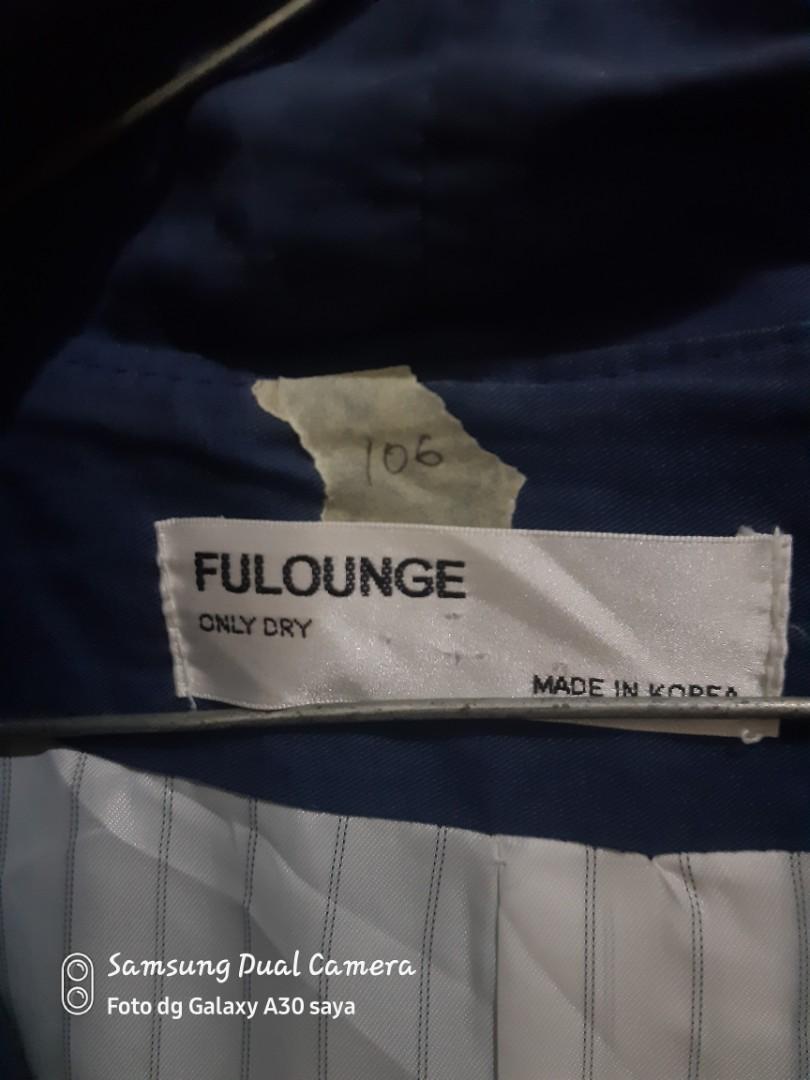 106
FULOUNGE
ONLY DRY
MADE IN KOREA
Samsung Dual Camera
Foto dg Galaxy A30 saya